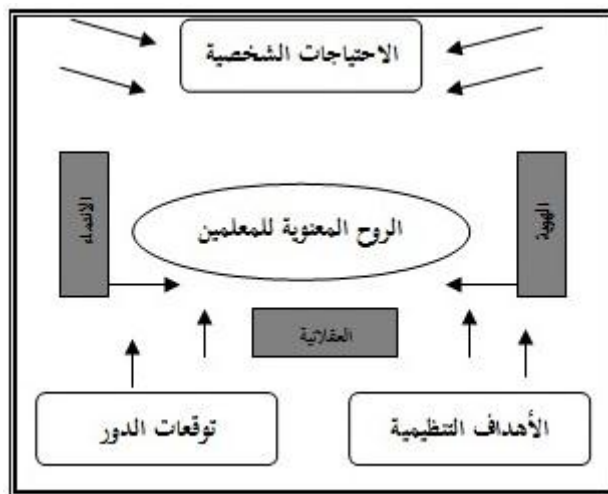 الاحتياجات الشخصية
الهوية
الروح المعنوية للمعلمين
الانتماء
العقلانية
الأهداف التنظيمية
توقعات الدور